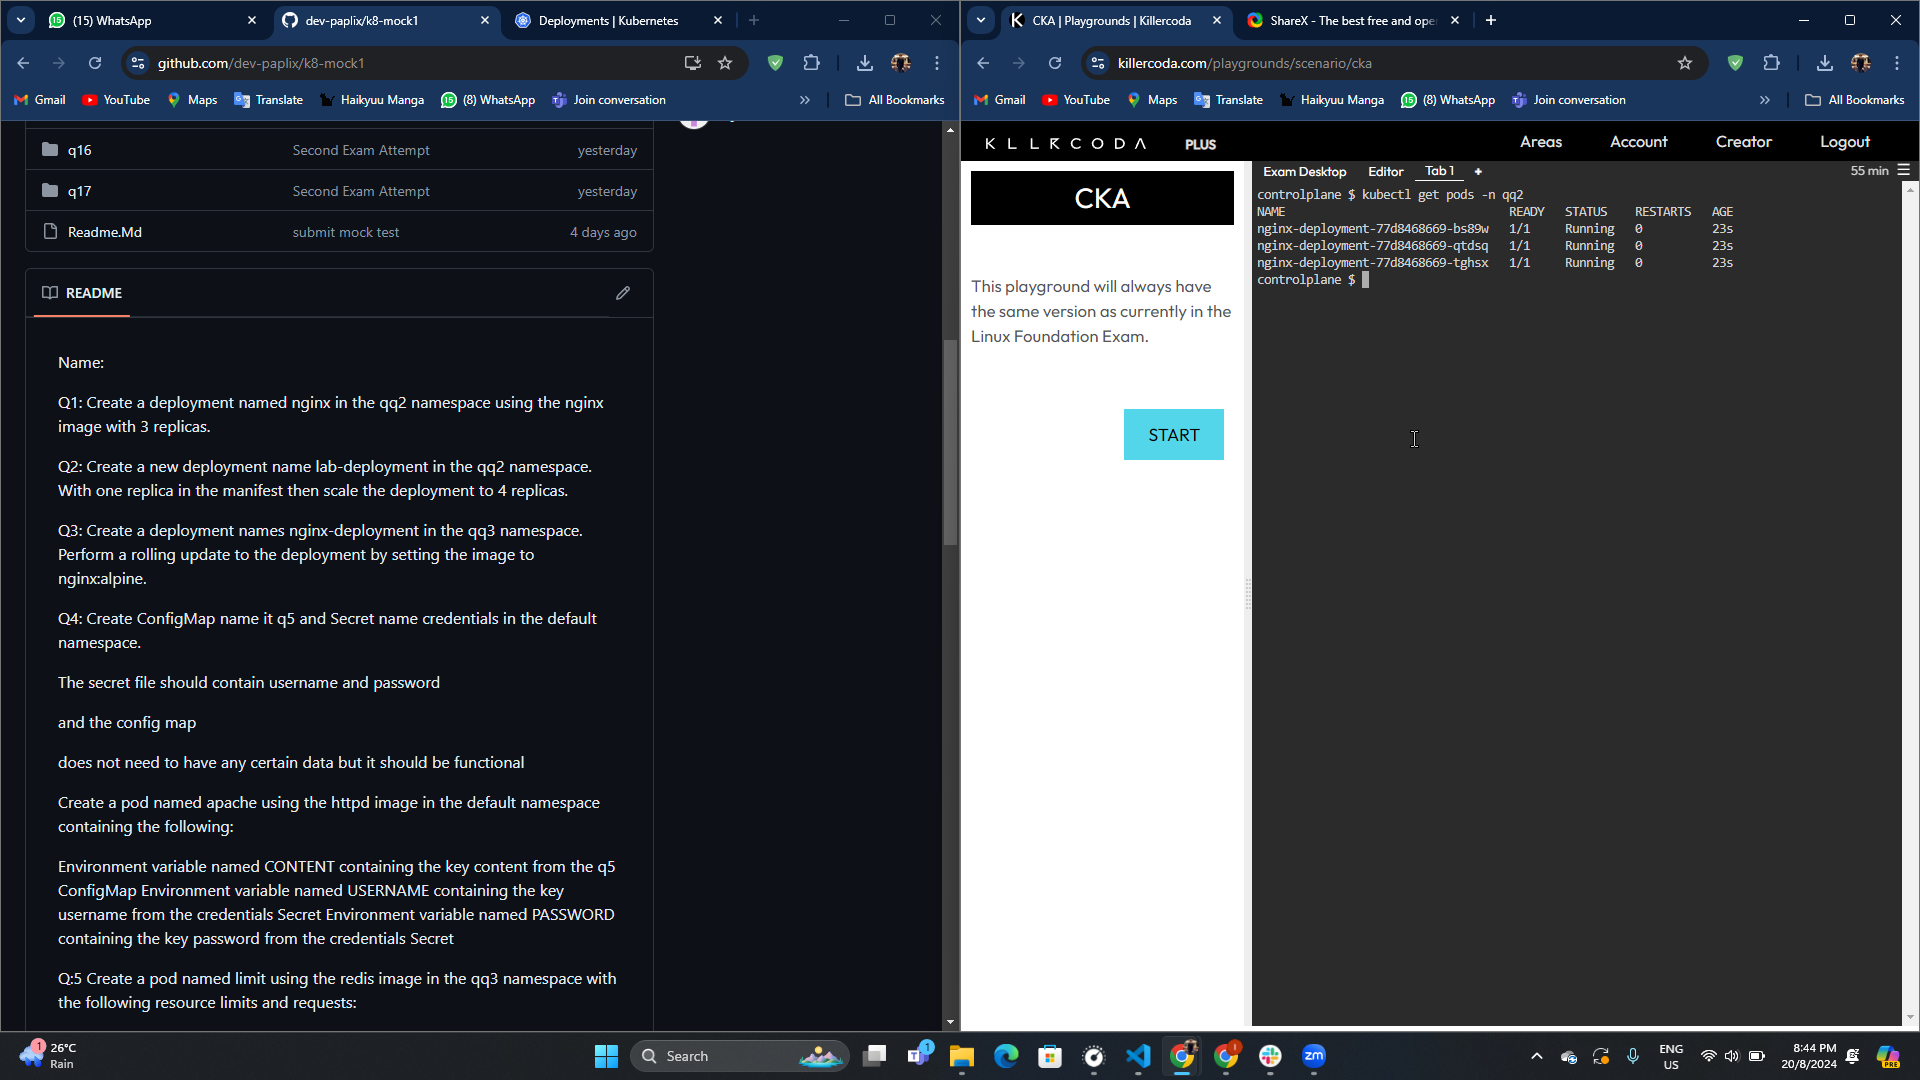 (15) WhatsApp
dev-paplix/k8-mock1
Deployments | Kubernetes
github.com/dev-paplix/k8-mock1
Gmail YouTube Maps Translate Haikyuu Manga (8) WhatsApp Join conversation » All Bookmarks
q16 Second Exam Attempt yesterday
q17 Second Exam Attempt yesterday
Readme.Md submit mock test 4 days ago
README
Name:
Q1: Create a deployment named nginx in the qq2 namespace using the nginx
image with 3 replicas.
Q2: Create a new deployment name lab-deployment in the qq2 namespace.
With one replica in the manifest then scale the deployment to 4 replicas.
Q3: Create a deployment names nginx-deployment in the qq3 namespace.
Perform a rolling update to the deployment by setting the image to
nginx:alpine.
Q4: Create ConfigMap name it q5 and Secret name credentials in the default
namespace.
The secret file should contain username and password
and the config map
does not need to have any certain data but it should be functional
Create a pod named apache using the httpd image in the default namespace
containing the following:
Environment variable named CONTENT containing the key content from the q5
ConfigMap Environment variable named USERNAME containing the key
username from the credentials Secret Environment variable named PASSWORD
containing the key password from the credentials Secret
Q:5 Create a pod named limit using the redis image in the qq3 namespace with
the following resource limits and requests:
CKA | Playgrounds | Killercoda
ShareX - The best free and ope
killercoda.com/playgrounds/scenario/cka
Gmail YouTube Maps Translate Haikyuu Manga (8) WhatsApp Join conversation » All Bookmarks
KLLRCODA PLUS Areas Account Creator Logout
CKA
This playground will always have
the same version as currently in the
Linux Foundation Exam.
START
Exam Desktop Editor Tab 1 + 55 min
controlplane $ kubectl get pods -n qq2
NAME READY STATUS RESTARTS AGE
nginx-deployment-77d8468669-bs89w 1/1 Running 0 23s
nginx-deployment-77d8468669-qtdsq 1/1 Running 0 23s
nginx-deployment-77d8468669-tghsx 1/1 Running 0 23s
controlplane $
1
26°C
Rain
Search
1
zm
ENG
US
8:44 PM
20/8/2024
PRE